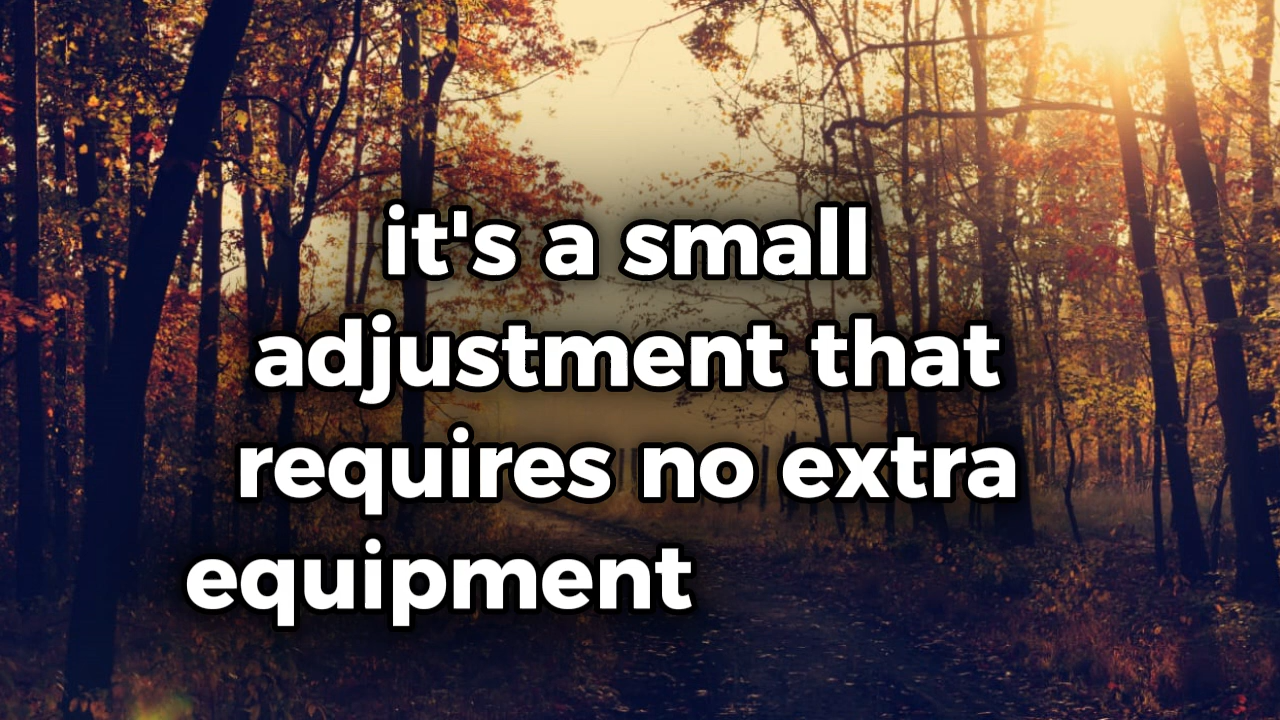 it's a small
adjustment that
requires no extra
equipment